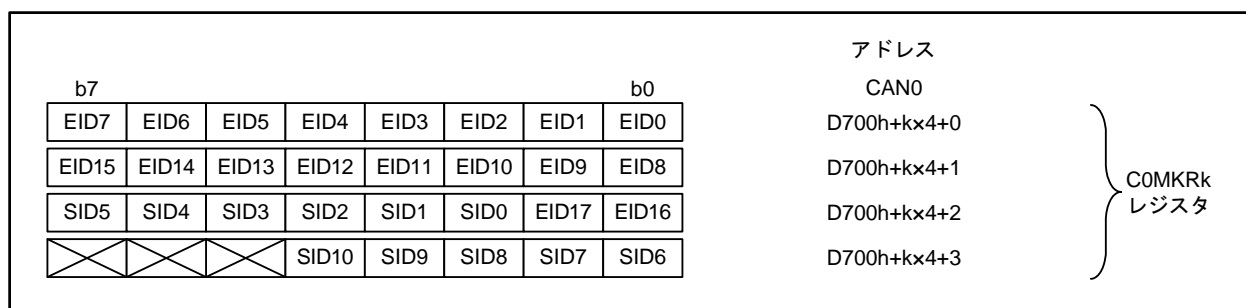 アドレス
b7 b0 CAN0
EID7 EID6 EID5 EID4 EID3 EID2 EID1 EID0 D700h+k×4+0
EID15 EID14 EID13 EID12 EID11 EID10 EID9 EID8 D700h+k×4+1
SID5 SID4 SID3 SID2 SID1 SID0 EID17 EID16 D700h+k×4+2
SID10 SID9 SID8 SID7 SID6 D700h+k×4+3
C0MKRk
レジスタ